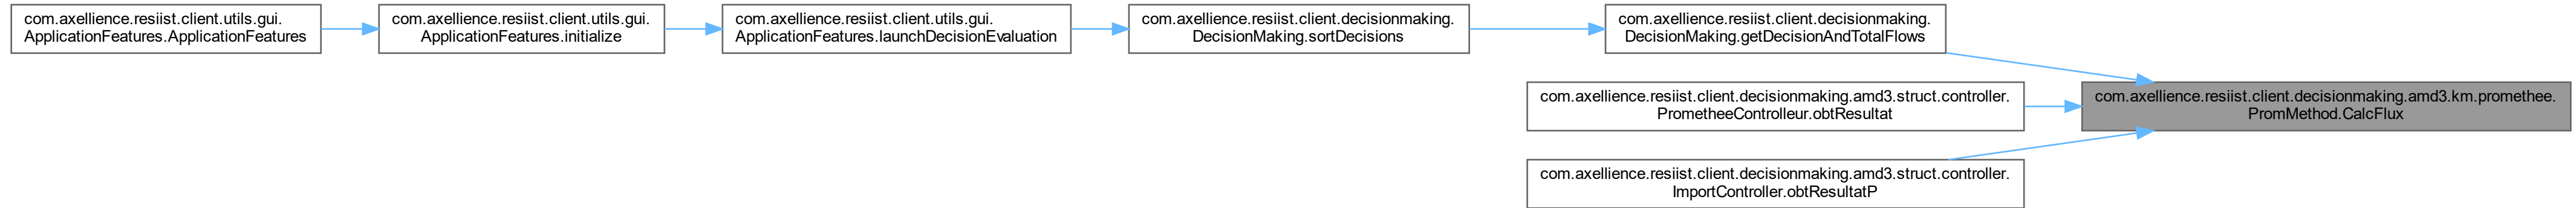 com.axellience.resiist.client.utils.gui.
ApplicationFeatures.ApplicationFeatures
com.axellience.resiist.client.utils.gui.
ApplicationFeatures.initialize
com.axellience.resiist.client.utils.gui.
ApplicationFeatures.launchDecisionEvaluation
com.axellience.resiist.client.decisionmaking.
DecisionMaking.sortDecisions
com.axellience.resiist.client.decisionmaking.
DecisionMaking.getDecisionAndTotalFlows
com.axellience.resiist.client.decisionmaking.amd3.struct.controller.
PrometheeControlleur.obtResultat
com.axellience.resiist.client.decisionmaking.amd3.struct.controller.
ImportController.obtResultatP
com.axellience.resiist.client.decisionmaking.amd3.km.promethee.
PromMethod.CalcFlux